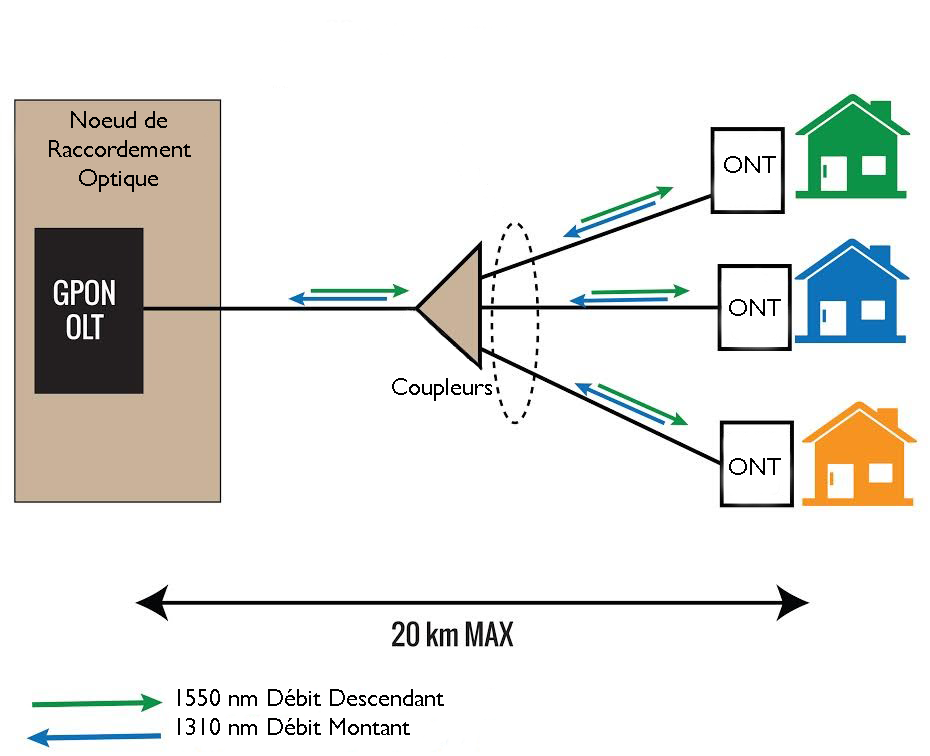 Noeud de
Raccordement
Optique
GPON
OLT
Coupleurs
ONT
ONT
ONT
20 km MAX
1550 nm Débit Descendant
1310 nm Débit Montant